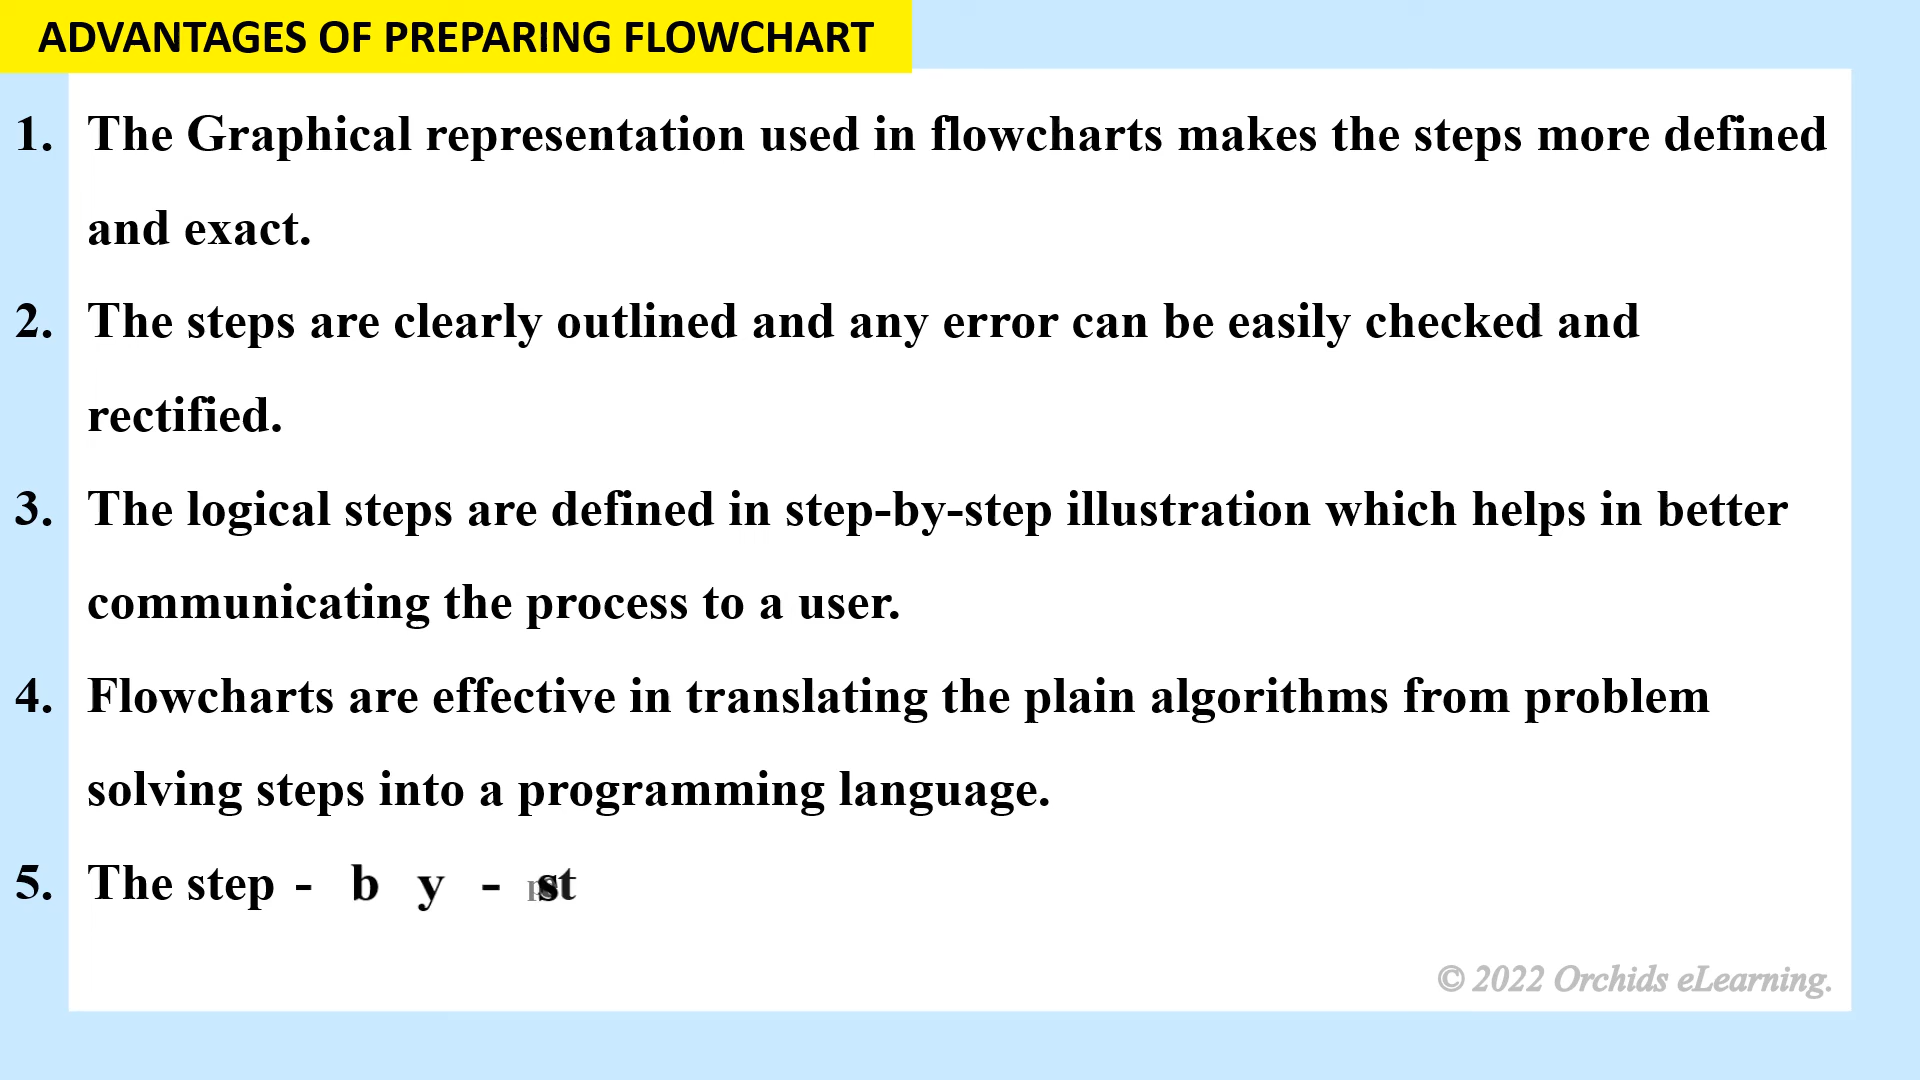 ADVANTAGES OF PREPARING FLOWCHART
1. The Graphical representation used in flowcharts makes the steps more defined
and exact.
2. The steps are clearly outlined and any error can be easily checked and
rectified.
3. The logical steps are defined in step-by-step illustration which helps in better
communicating the process to a user.
4. Flowcharts are effective in translating the plain algorithms from problem
solving steps into a programming language.
5. The step - b y -
© 2022 Orchids eLearning.